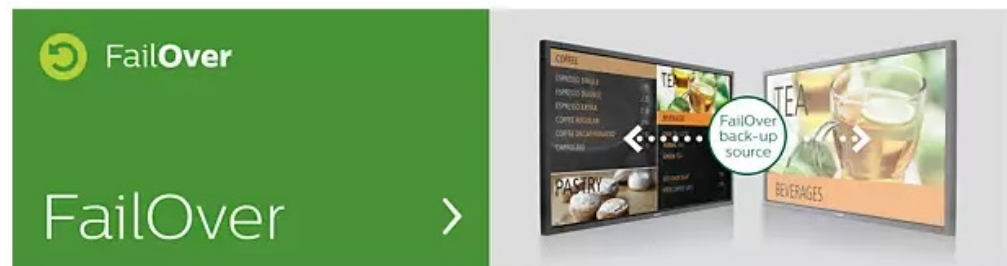 FailOver
FailOver
COFFEE
ESPRESSO SINGLE
ESPRESSO DOUBLE
ESPRESSO EXTRA
COFFEE REGULAR
COFFEE DECAFFEINATED
CAPPUCCINO
PASTRY
TEA
BEVERAGE
FailOver
back-up
source
TEA
BEVERAGES